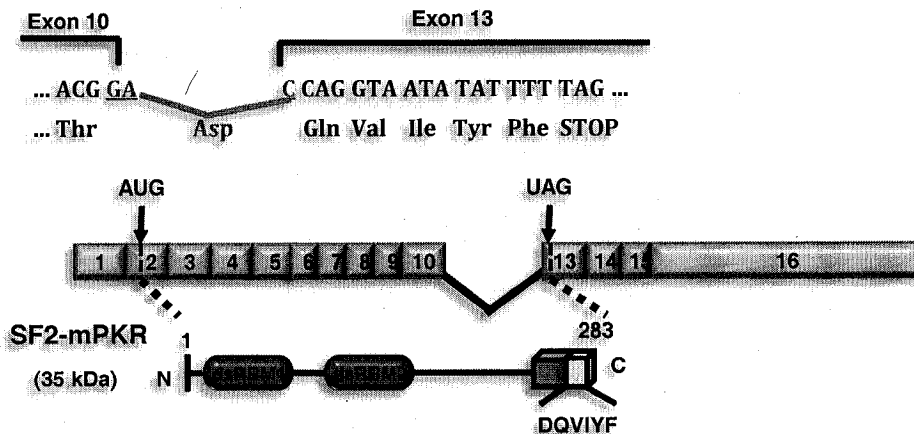 Exon 10 Exon 13
... ACG GA C CAG GTA ATA TAT TTT TAG ...
... Thr Asp Gln Val Ile Tyr Phe STOP
AUG UAG
1 2 3 4 5 6 7 8 9 10 13 14 15 16
SF2-mPKR 1 283
(35 kDa) N dsRBM1 dsRBM2 C
DQVIYF